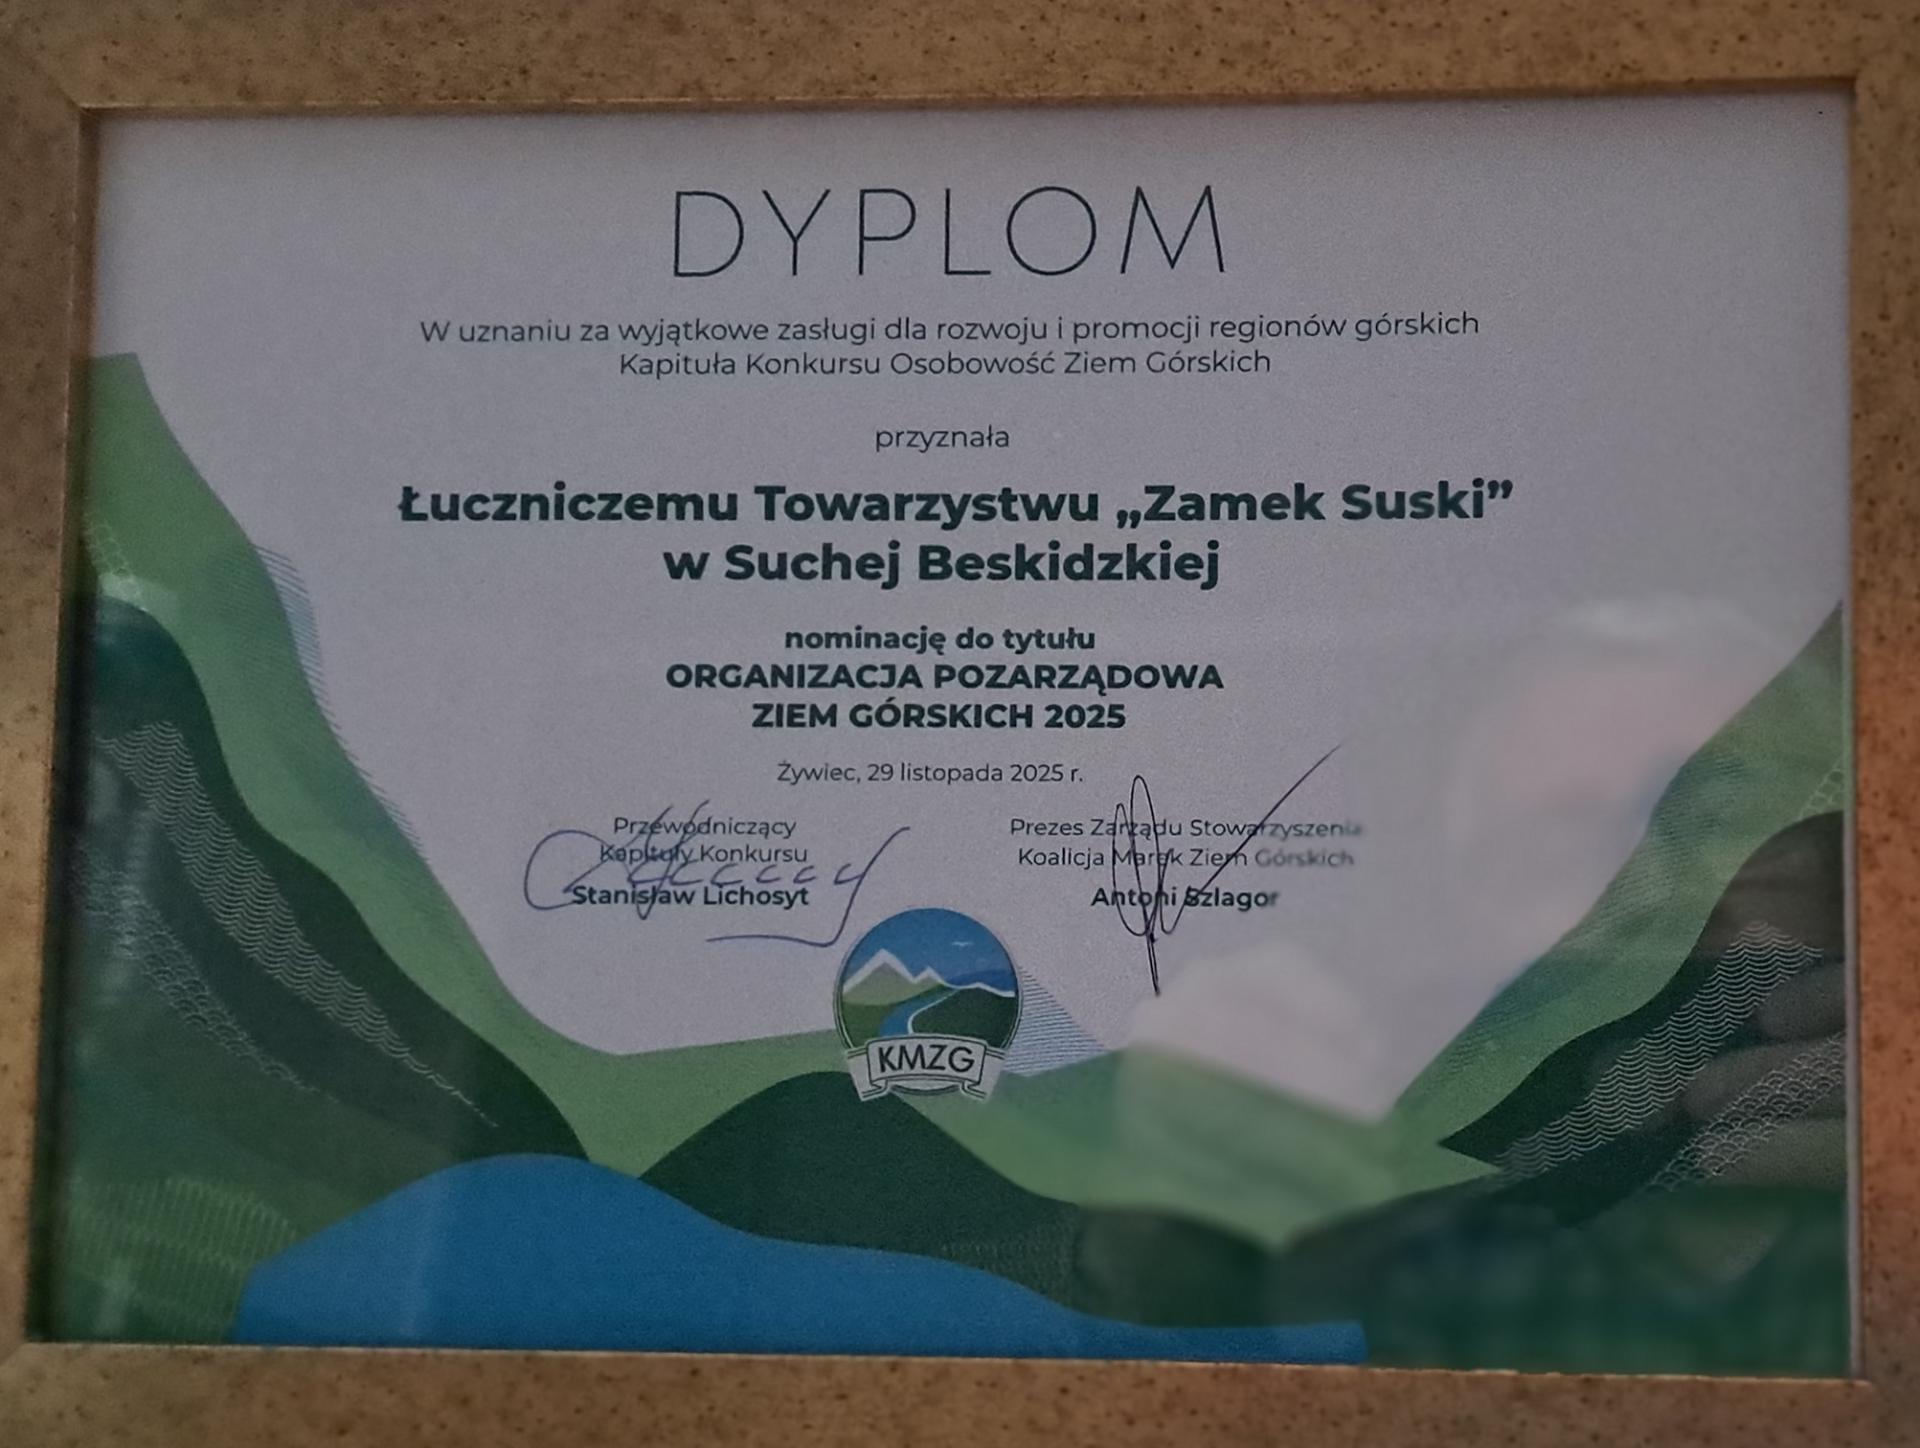 DYPLOM
W uznaniu za wyjątkowe zasługi dla rozwoju i promocji regionów górskich
Kapituła Konkursu Osobowość Ziem Górskich
przyznała
Łuczniczemu Towarzystwu „Zamek Suski”
w Suchej Beskidzkiej
nominację do tytułu
ORGANIZACJA POZARZĄDOWA
ZIEM GÓRSKICH 2025
Żywiec, 29 listopada 2025 r.
Przewodniczący
Kapituły Konkursu
Stanisław Lichosyt
Prezes Zarządu Stowarzyszenia
Koalicja Marek Ziem Górskich
Antoni Szlagor
KMZG